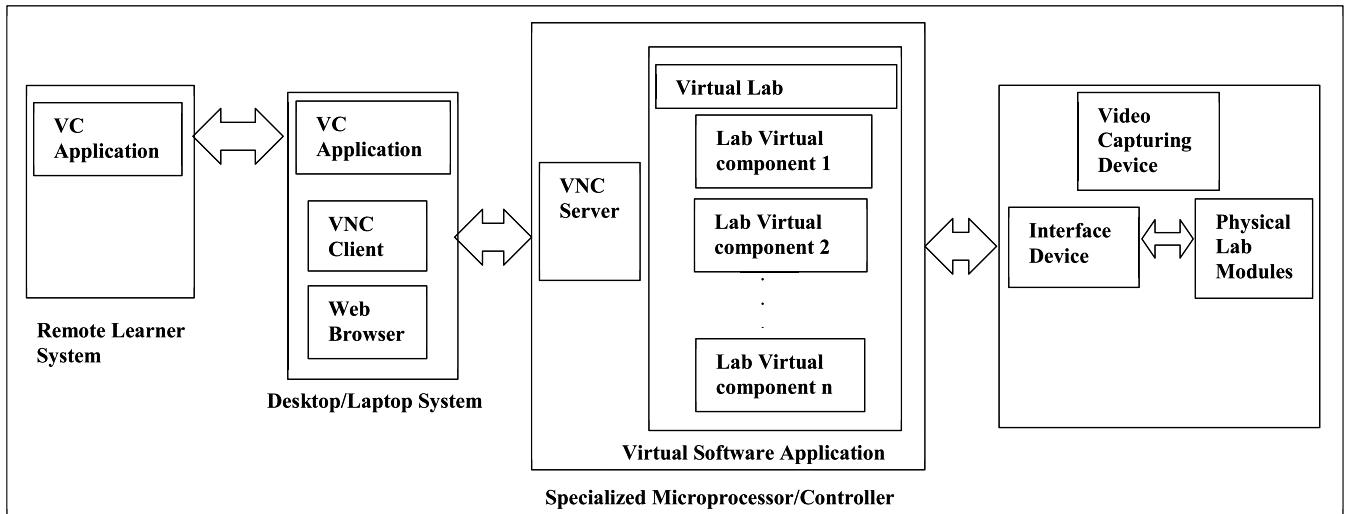 VC
Application
Remote Learner
System
VC
Application
VNC
Client
Web
Browser
Desktop/Laptop System
VNC
Server
Virtual Lab
Lab Virtual
component 1
Lab Virtual
component 2
Lab Virtual
component n
Virtual Software Application
Specialized Microprocessor/Controller
Video
Capturing
Device
Interface
Device
Physical
Lab
Modules